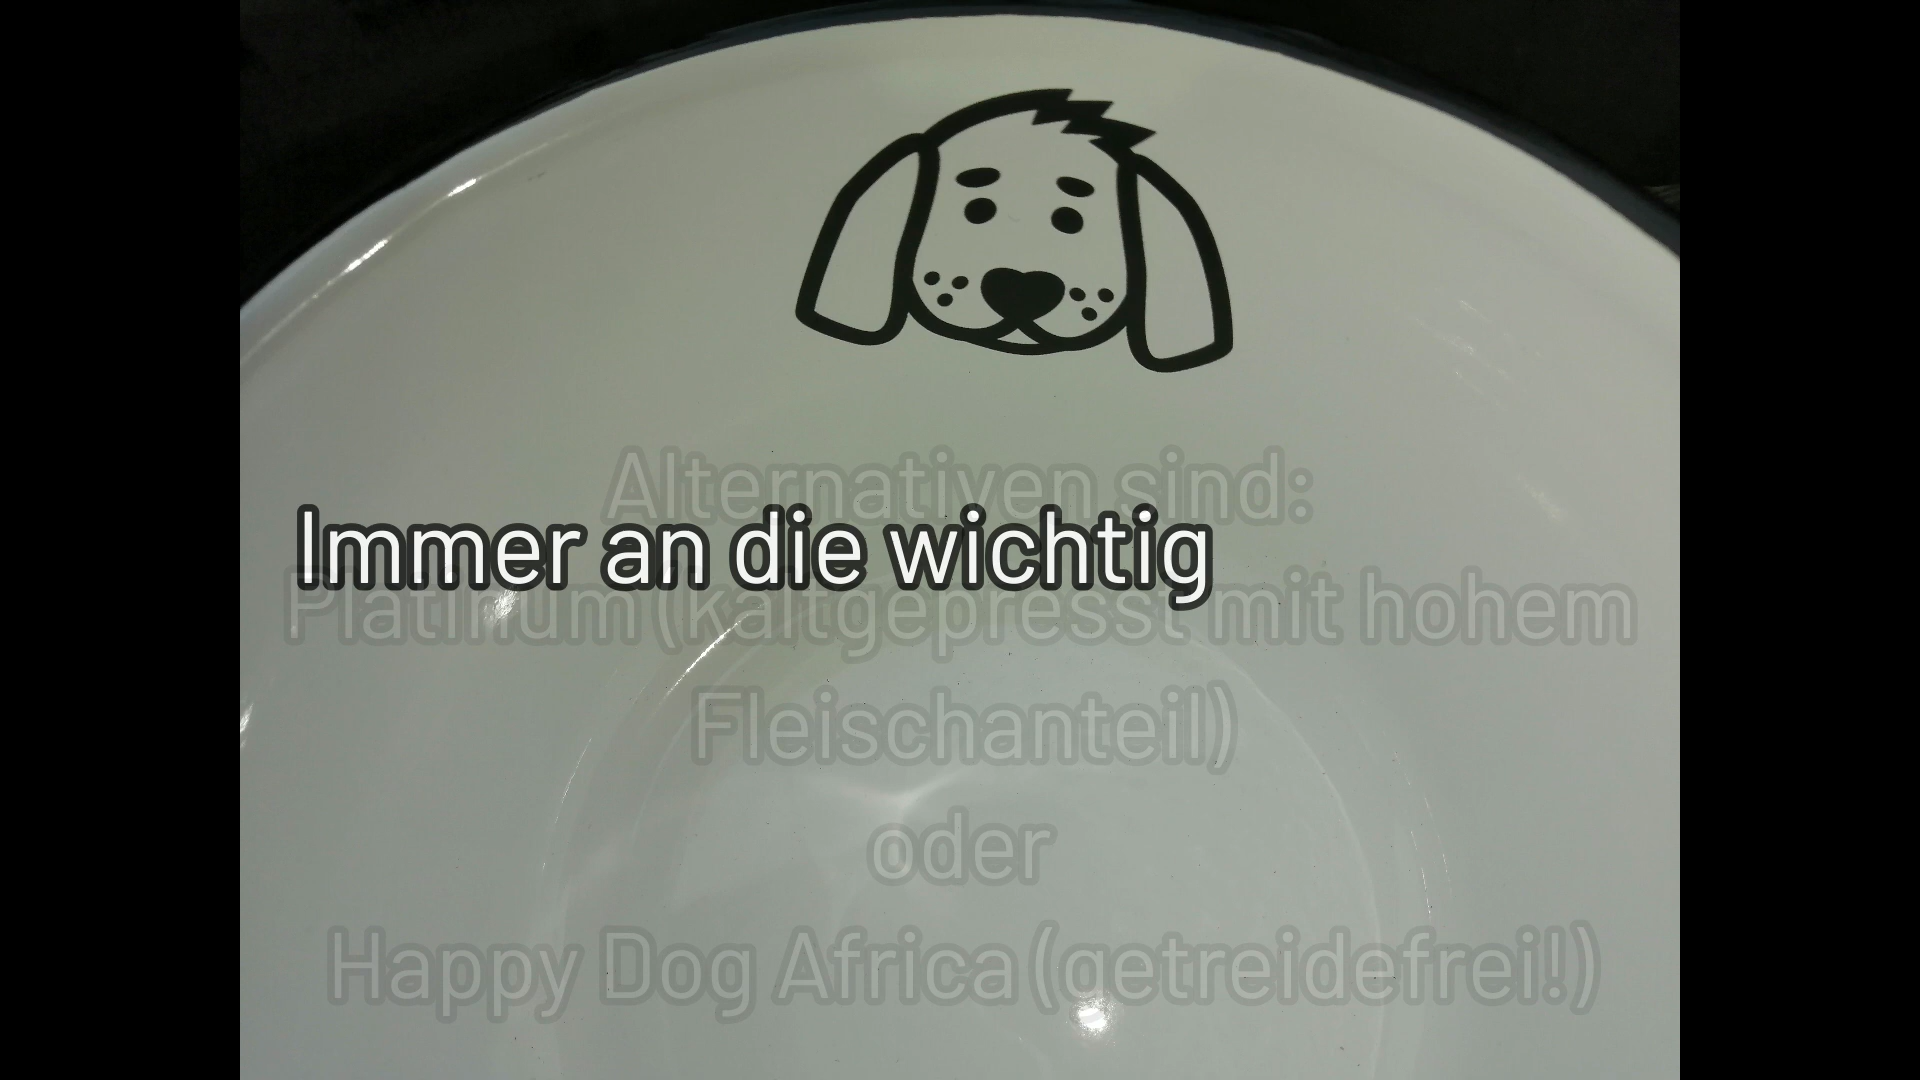 Alternativen sind:
Immer an die wichtig
Platinum (kaltgepresst mit hohem
Fleischanteil)
oder
Happy Dog Africa (getreidefrei!)